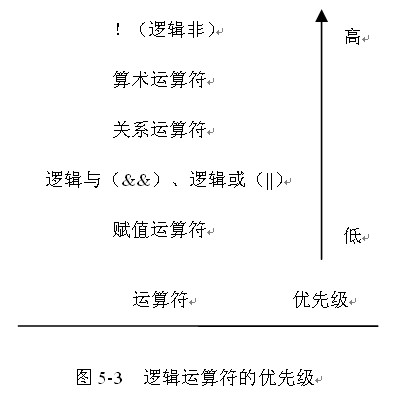 ！（逻辑非）
高
算术运算符
关系运算符
逻辑与（&&）、逻辑或（||）
赋值运算符
低
运算符 优先级
图 5-3 逻辑运算符的优先级